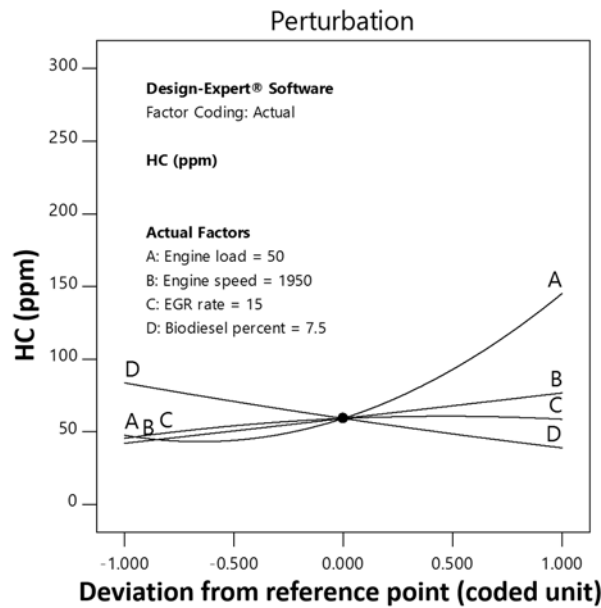 Perturbation
300
250
200
150
100
50
0
HC (ppm)
Design-Expert® Software
Factor Coding: Actual
HC (ppm)
Actual Factors
A: Engine load = 50
B: Engine speed = 1950
C: EGR rate = 15
D: Biodiesel percent = 7.5
D
A B C
A
B
C
D
-1.000 -0.500 0.000 0.500 1.000
Deviation from reference point (coded unit)